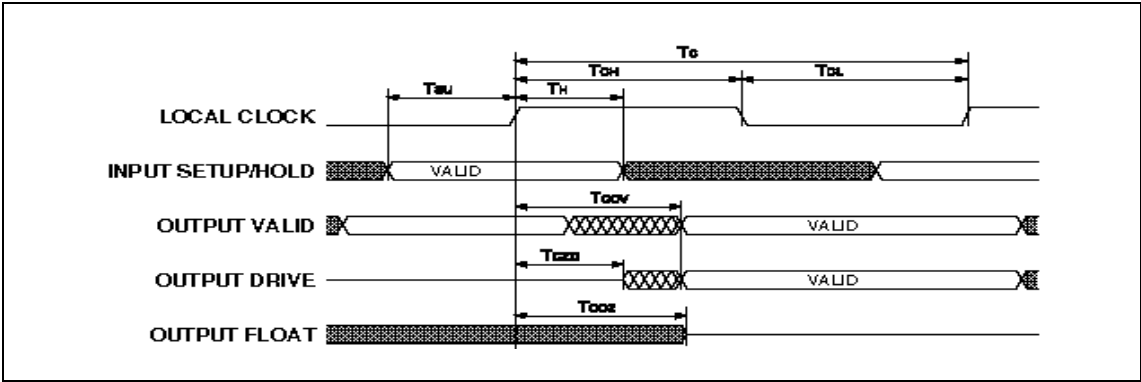 Tc
TCH
TCL
TSU
TH
LOCAL CLOCK
INPUT SETUP/HOLD
VALID
TCOV
OUTPUT VALID
VALID
TCZO
OUTPUT DRIVE
VALID
TCOZ
OUTPUT FLOAT